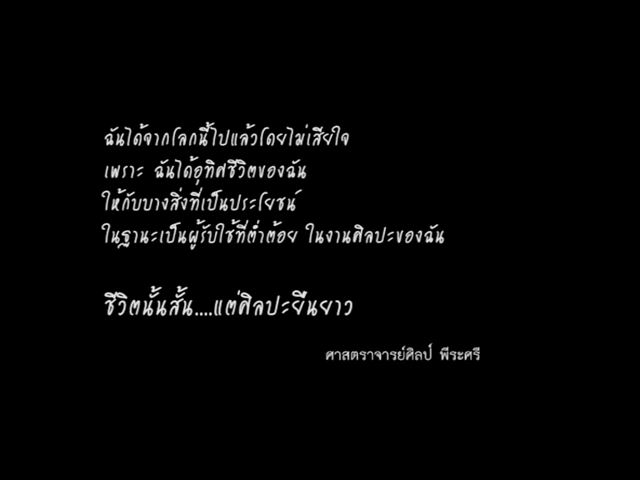 ฉันได้จากโลกนี้ไปแล้วโดยไม่เสียใจ
เพราะ ฉันได้อุทิศชีวิตของฉัน
ให้กับบางสิ่งที่เป็นประโยชน์
ในฐานะเป็นผู้รับใช้ที่ต่ำต้อย ในงานศิลปะของฉัน
ชีวิตนั้นสั้น....แต่ศิลปะยืนยาว
ศาสตราจารย์ศิลป์ พีระศรี